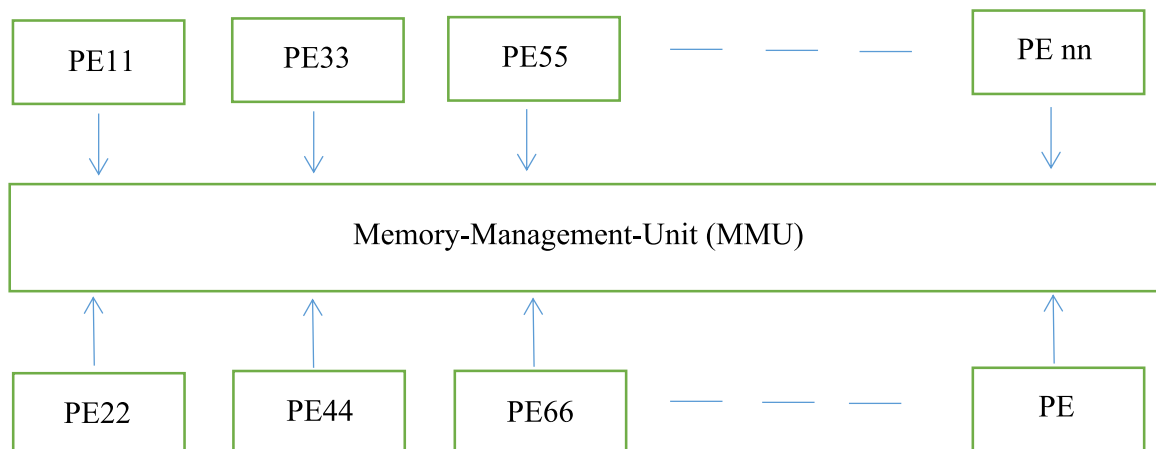 PE11
PE33
PE55
PE nn
Memory-Management-Unit (MMU)
PE22
PE44
PE66
PE